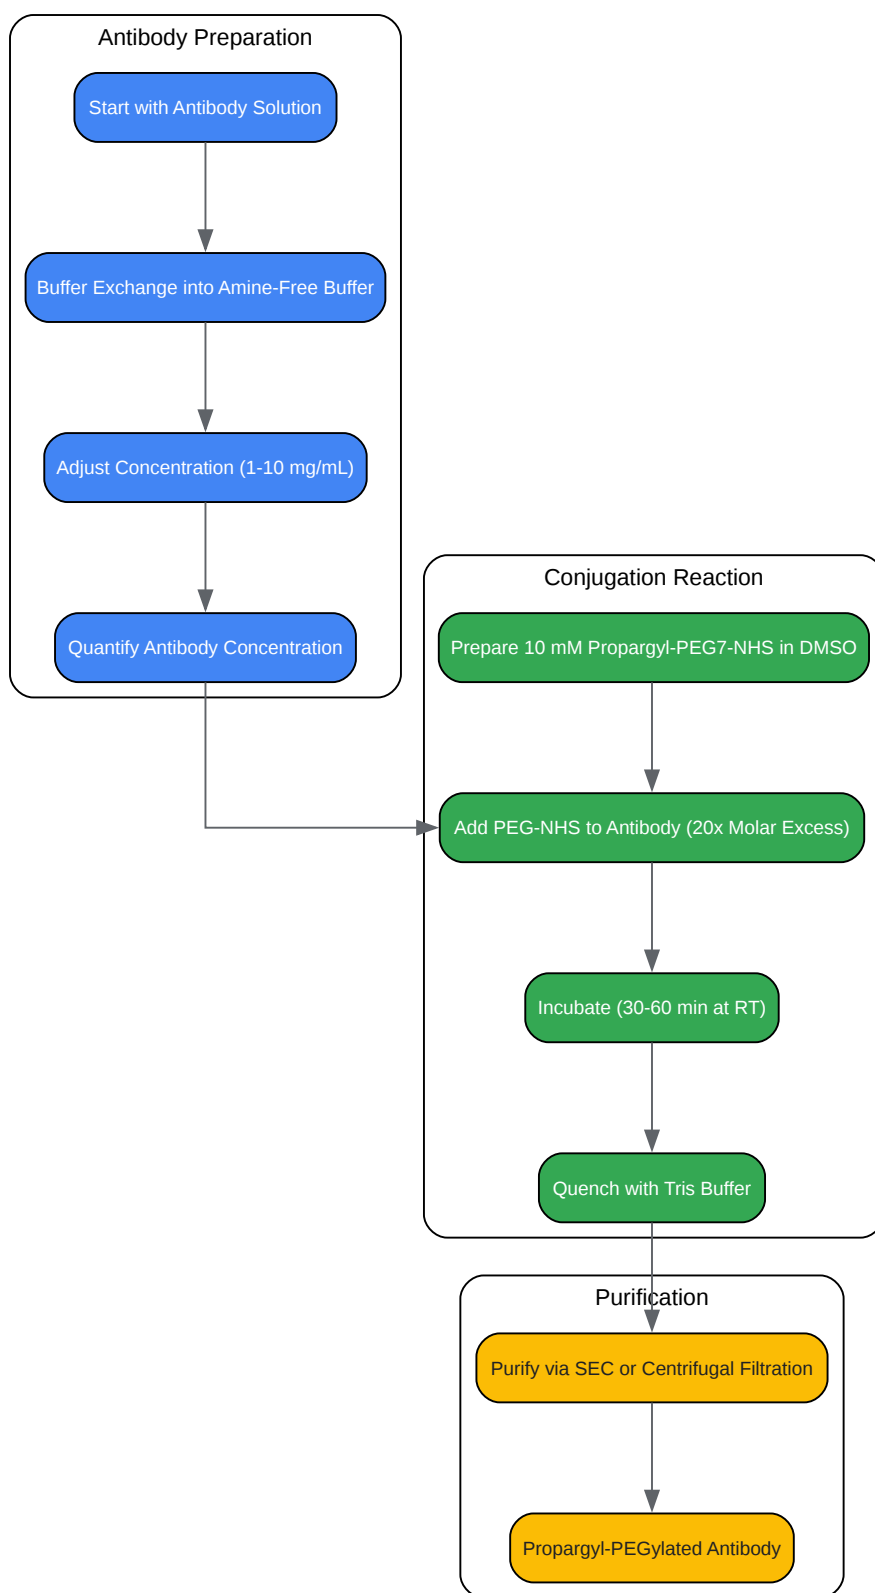 Antibody Preparation
Start with Antibody Solution
Buffer Exchange into Amine-Free Buffer
Adjust Concentration (1-10 mg/mL)
Quantify Antibody Concentration
Conjugation Reaction
Prepare 10 mM Propargyl-PEG7-NHS in DMSO
Add PEG-NHS to Antibody (20x Molar Excess)
Incubate (30-60 min at RT)
Quench with Tris Buffer
Purification
Purify via SEC or Centrifugal Filtration
Propargyl-PEGylated Antibody